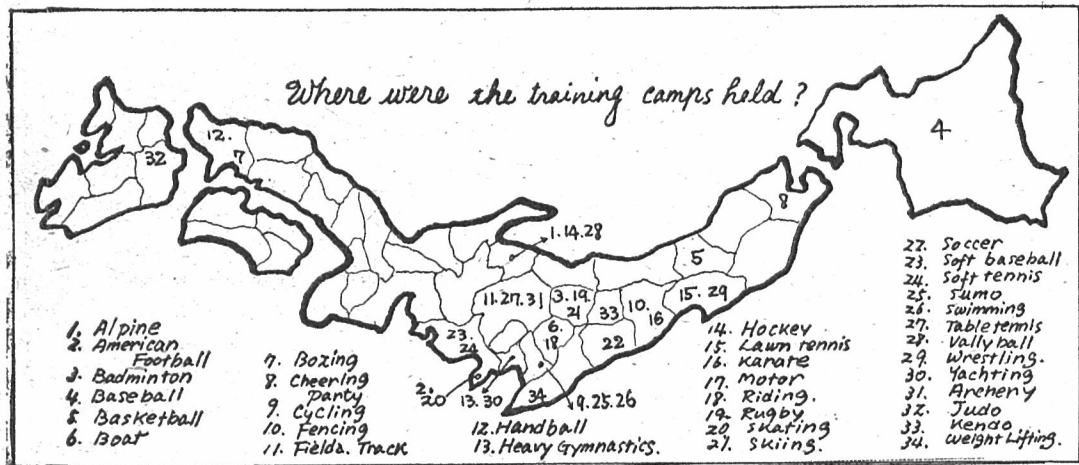 Where were the training camps held?
12.
7
32
4
8
1.14.28
5
11.27.31
3.19.
21
33
10.
16
15.29
6.
18
22
23
24
2.
20
13.30
34
9.25.26
1. Alpine
2. American
Football
3. Badminton
4. Baseball
5. Basketball
6. Boat
7. Bozing
8. Cheering
party
9. Cycling
10. Fencing
11. Field&. Track
12. Handball
13. Heavy Gymnastics.
14. Hockey
15. Lawn tennis
16. Karate
17. Motor
18. Riding.
19. Rugby
20 Skating
21. Skiing.
22. Soccer
23. Soft baseball
24. Soft tennis
25. Sumo
26. Swimming
27. Table tennis
28. Vally ball
29. Wrestling.
30. Yachting
31. Archery
32. Judo
33. Kendo
34. Weight Lifting.